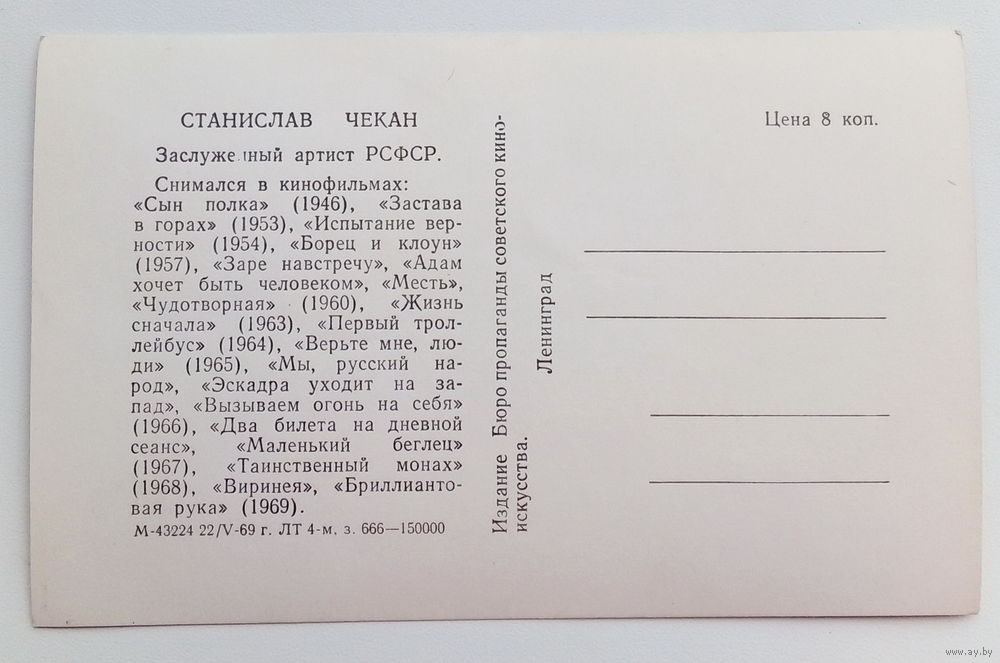 СТАНИСЛАВ ЧЕКАН
Заслуженный артист РСФСР.
Снимался в кинофильмах:
«Сын полка» (1946), «Застава
в горах» (1953), «Испытание вер-
ности» (1954), «Борец и клоун»
(1957), «Заре навстречу», «Адам
хочет быть человеком», «Месть»,
«Чудотворная» (1960), «Жизнь
сначала» (1963), «Первый трол-
лейбус» (1964), «Верьте мне, лю-
ди» (1965), «Мы, русский на-
род», «Эскадра уходит на за-
пад», «Вызываем огонь на себя»
(1966), «Два билета на дневной
сеанс», «Маленький беглец»
(1967), «Таинственный монах»
(1968), «Виринея», «Бриллианто-
вая рука» (1969).
М-43224 22/V-69 г. ЛТ 4-м, з. 666—150000
Издание Бюро пропаганды советского кино-
искусства.
Ленинград
Цена 8 коп.
www.ay.by